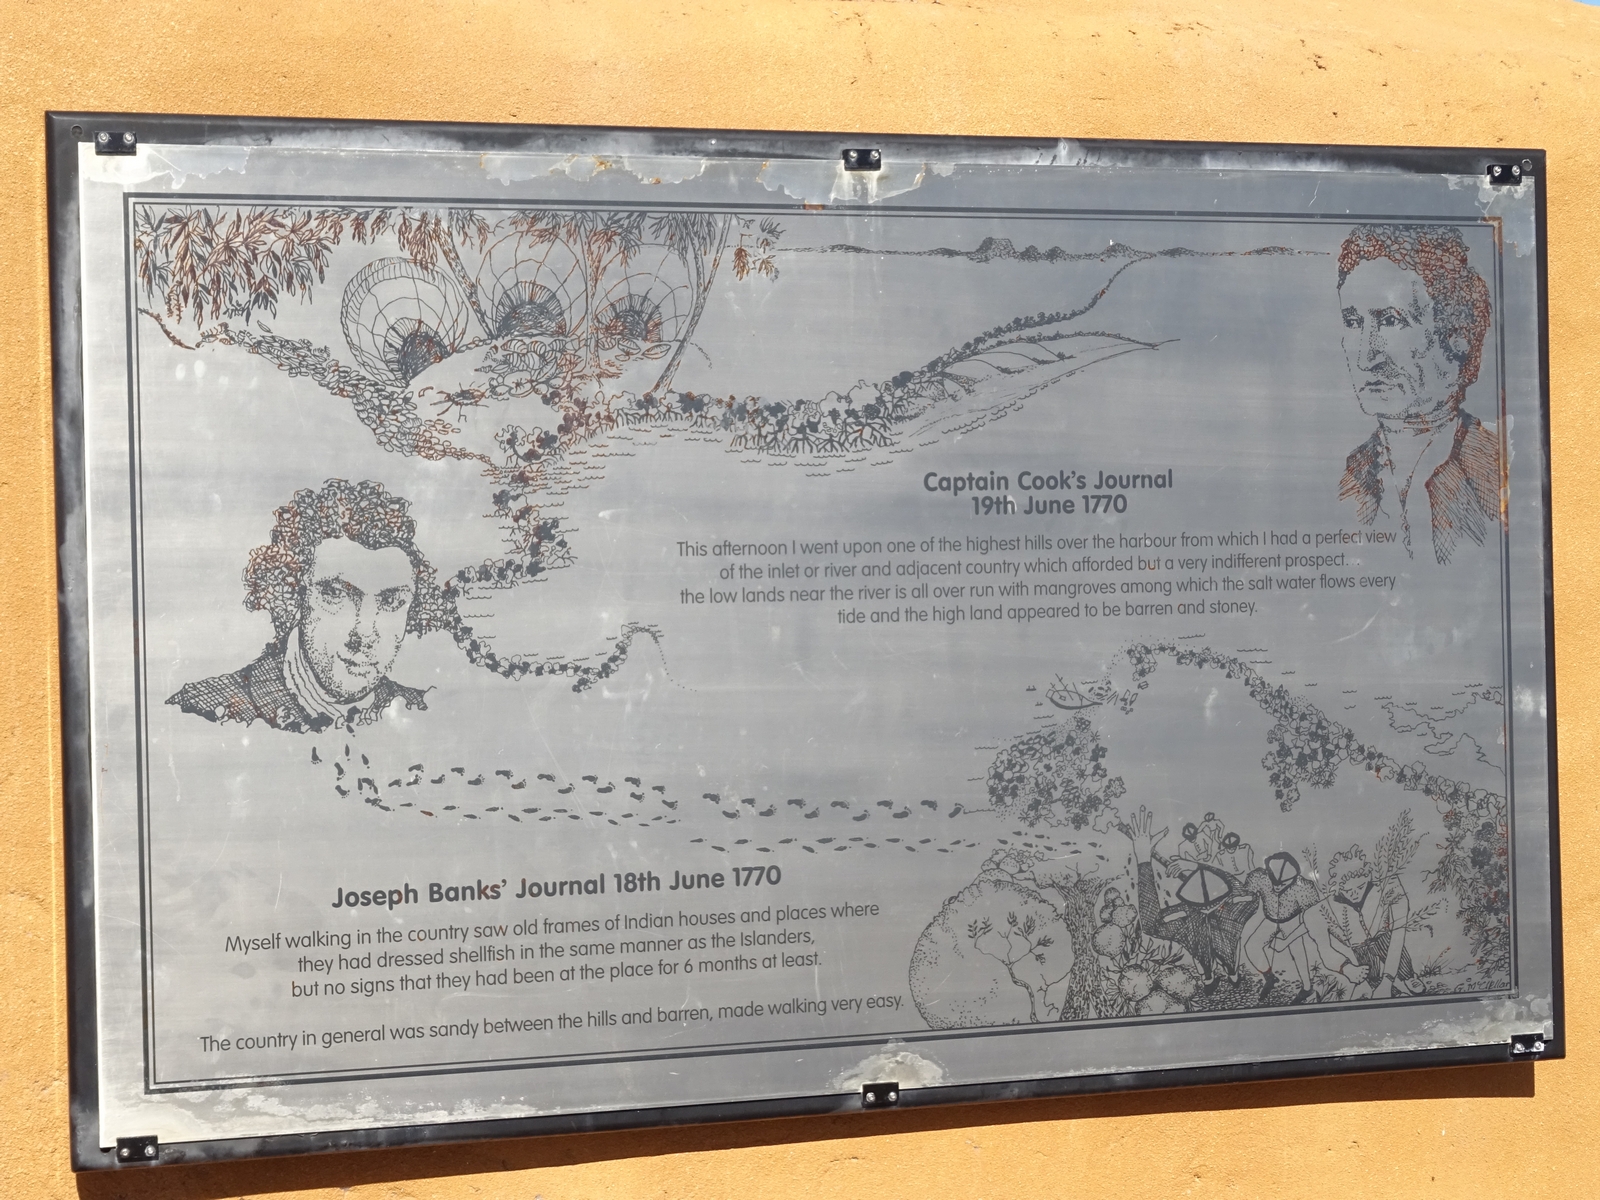 Captain Cook's Journal
19th June 1770
This afternoon I went upon one of the highest hills over the harbour from which I had a perfect view
of the inlet or river and adjacent country which afforded but a very indifferent prospect...
the low lands near the river is all over run with mangroves among which the salt water flows every
tide and the high land appeared to be barren and stoney.
Joseph Banks' Journal 18th June 1770
Myself walking in the country saw old frames of Indian houses and places where
they had dressed shellfish in the same manner as the Islanders,
but no signs that they had been at the place for 6 months at least.
The country in general was sandy between the hills and barren, made walking very easy.
G. McClellan